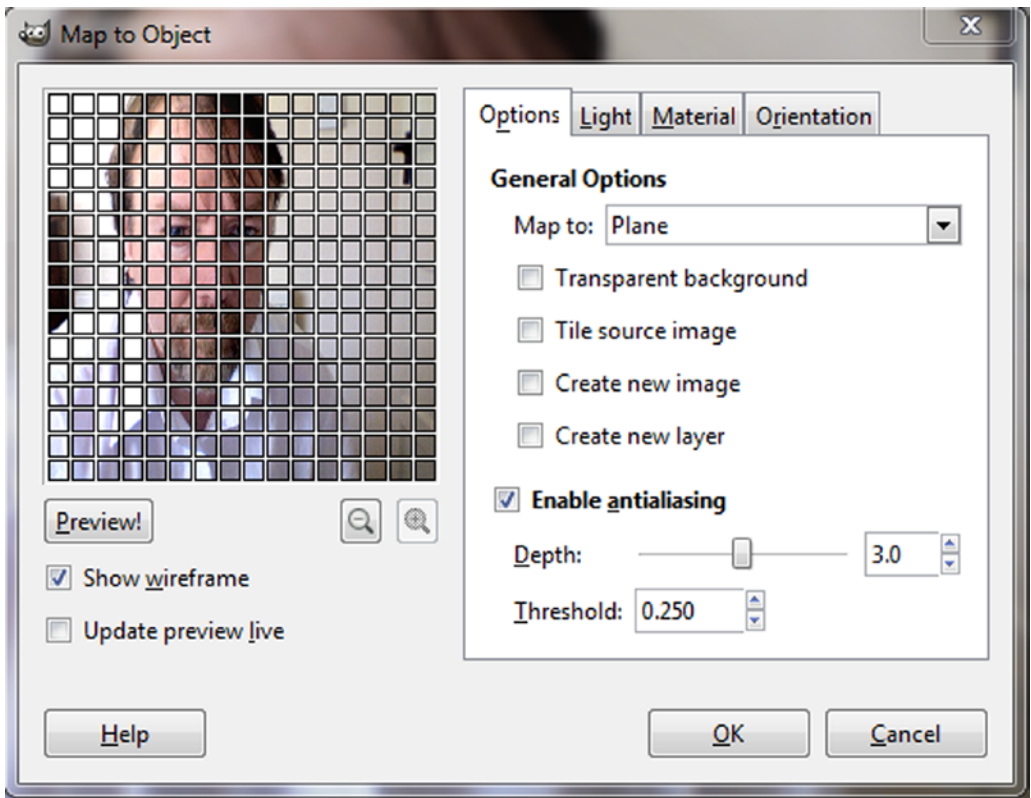 Map to Object
Options Light Material Orientation
General Options
Map to: Plane
Transparent background
Tile source image
Create new image
Create new layer
Enable antialiasing
Depth: 3.0
Threshold: 0.250
Preview!
Show wireframe
Update preview live
Help OK Cancel